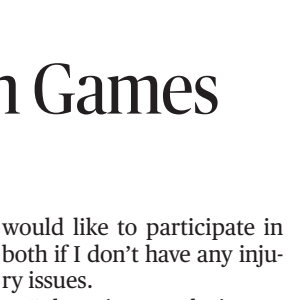 Games
would like to participate in
both if I don’t have any inju-
ry issues.